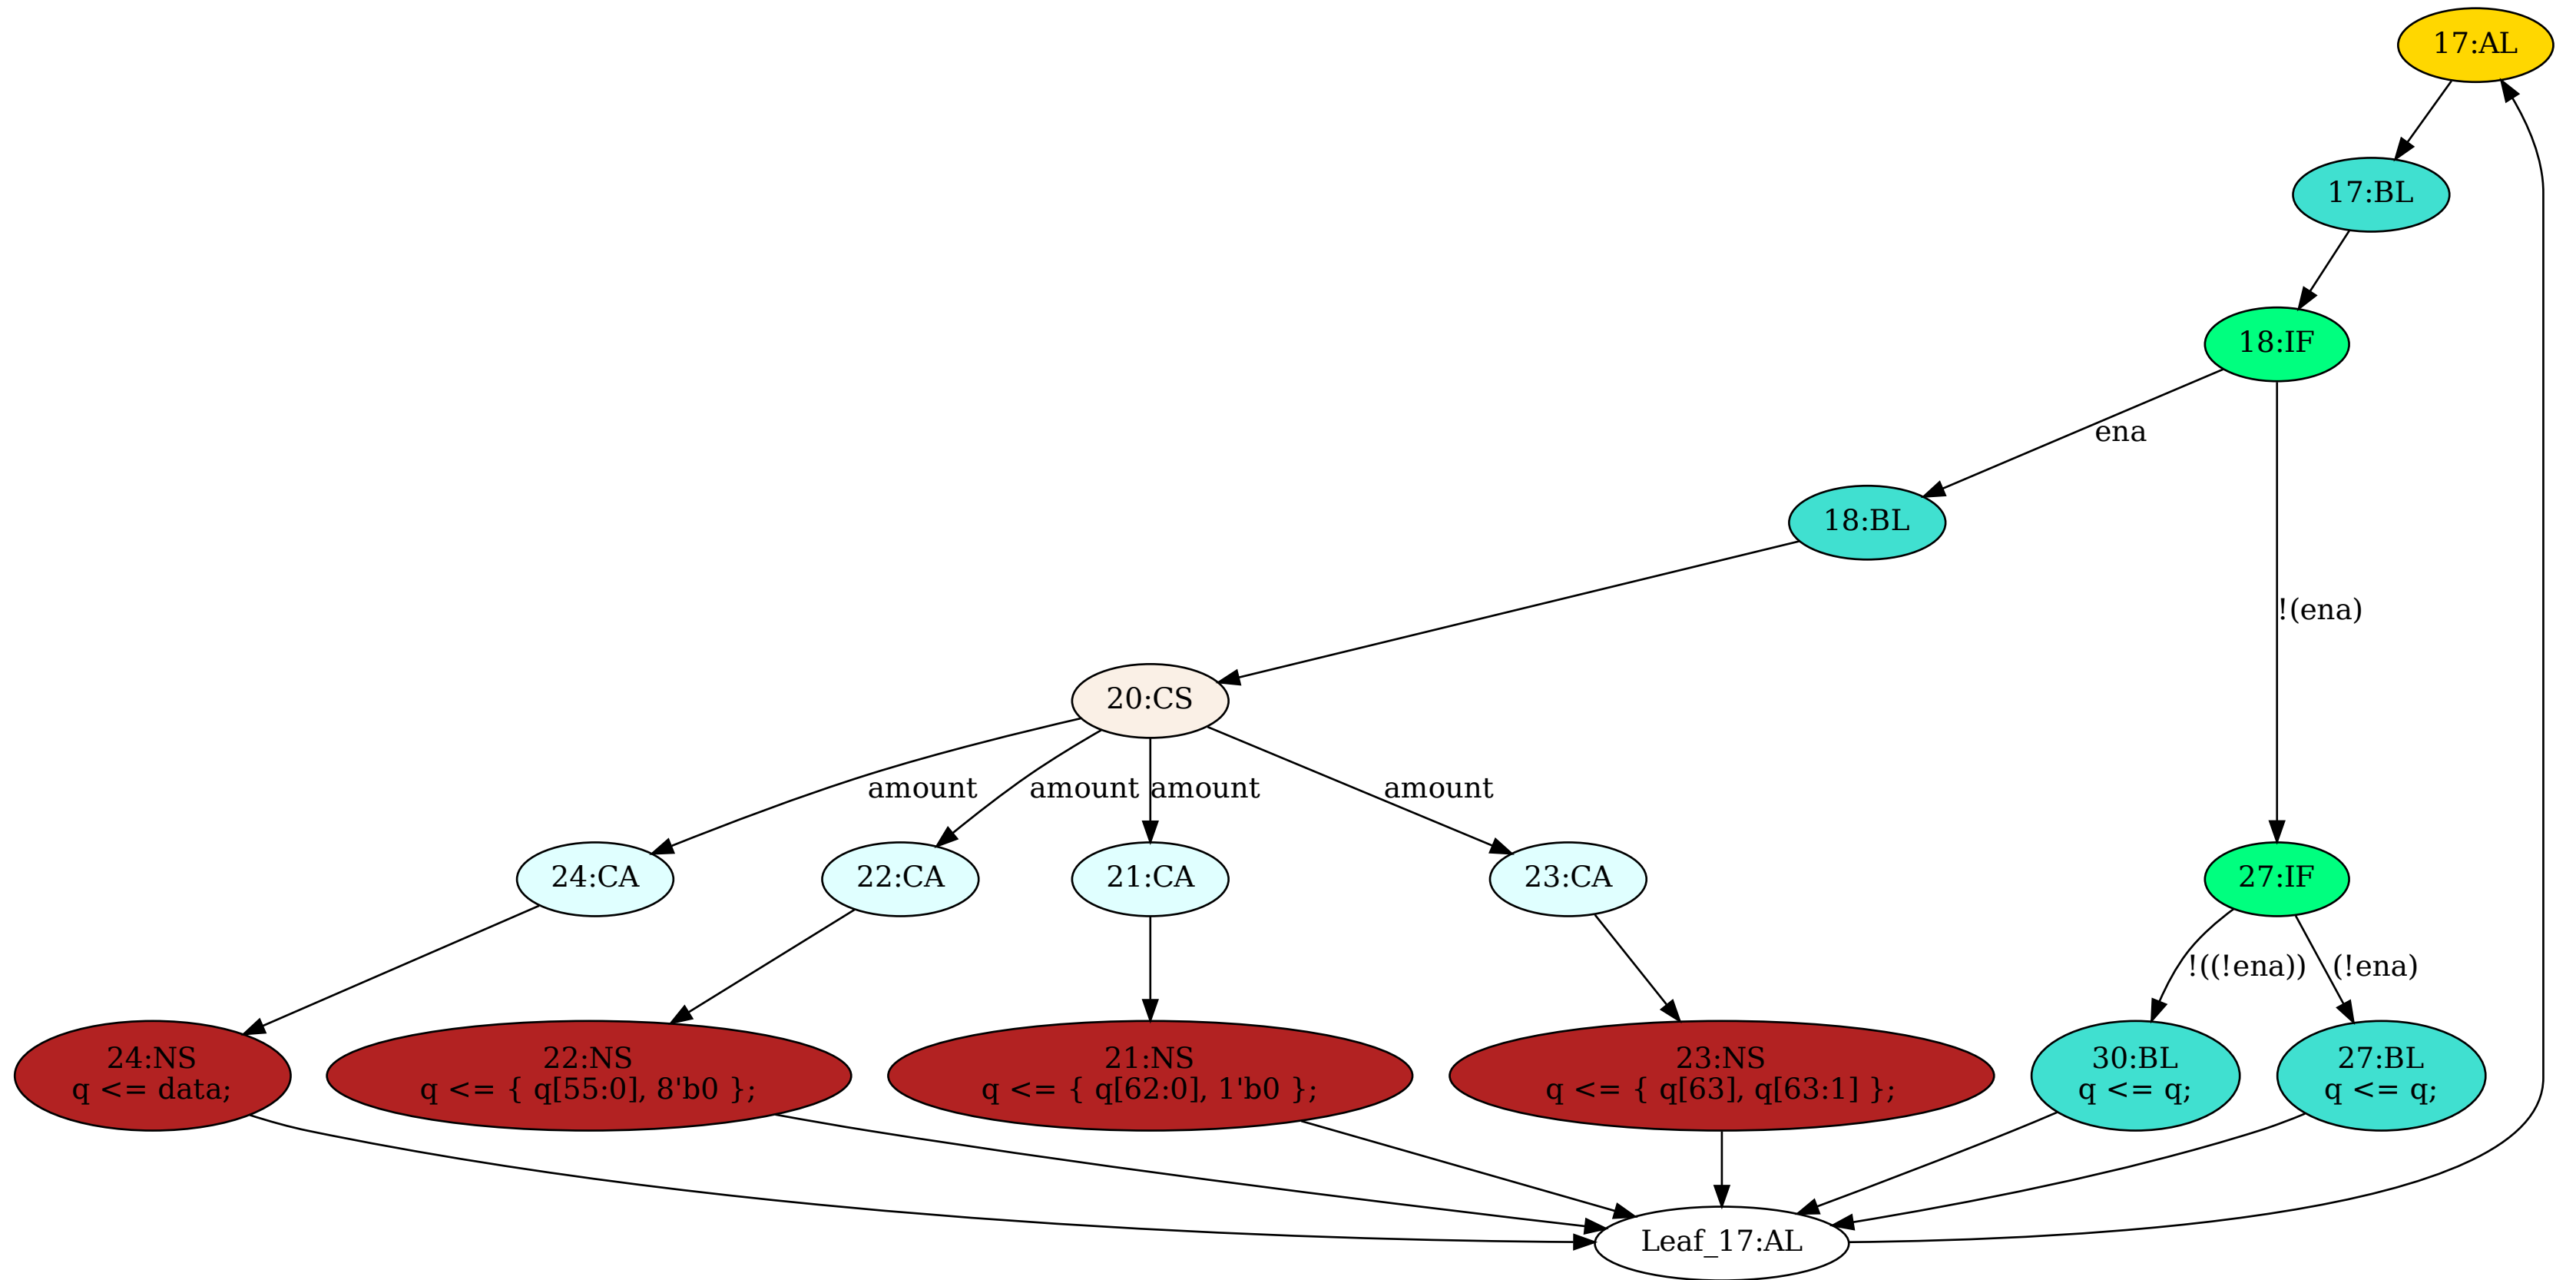 17:AL
17:BL
18:IF
ena
18:BL
!(ena)
20:CS
amount
amount
amount
amount
24:CA
22:CA
21:CA
23:CA
27:IF
!((!ena))
(!ena)
24:NS
q <= data;
22:NS
q <= { q[55:0], 8'b0 };
21:NS
q <= { q[62:0], 1'b0 };
23:NS
q <= { q[63], q[63:1] };
30:BL
q <= q;
27:BL
q <= q;
Leaf_17:AL